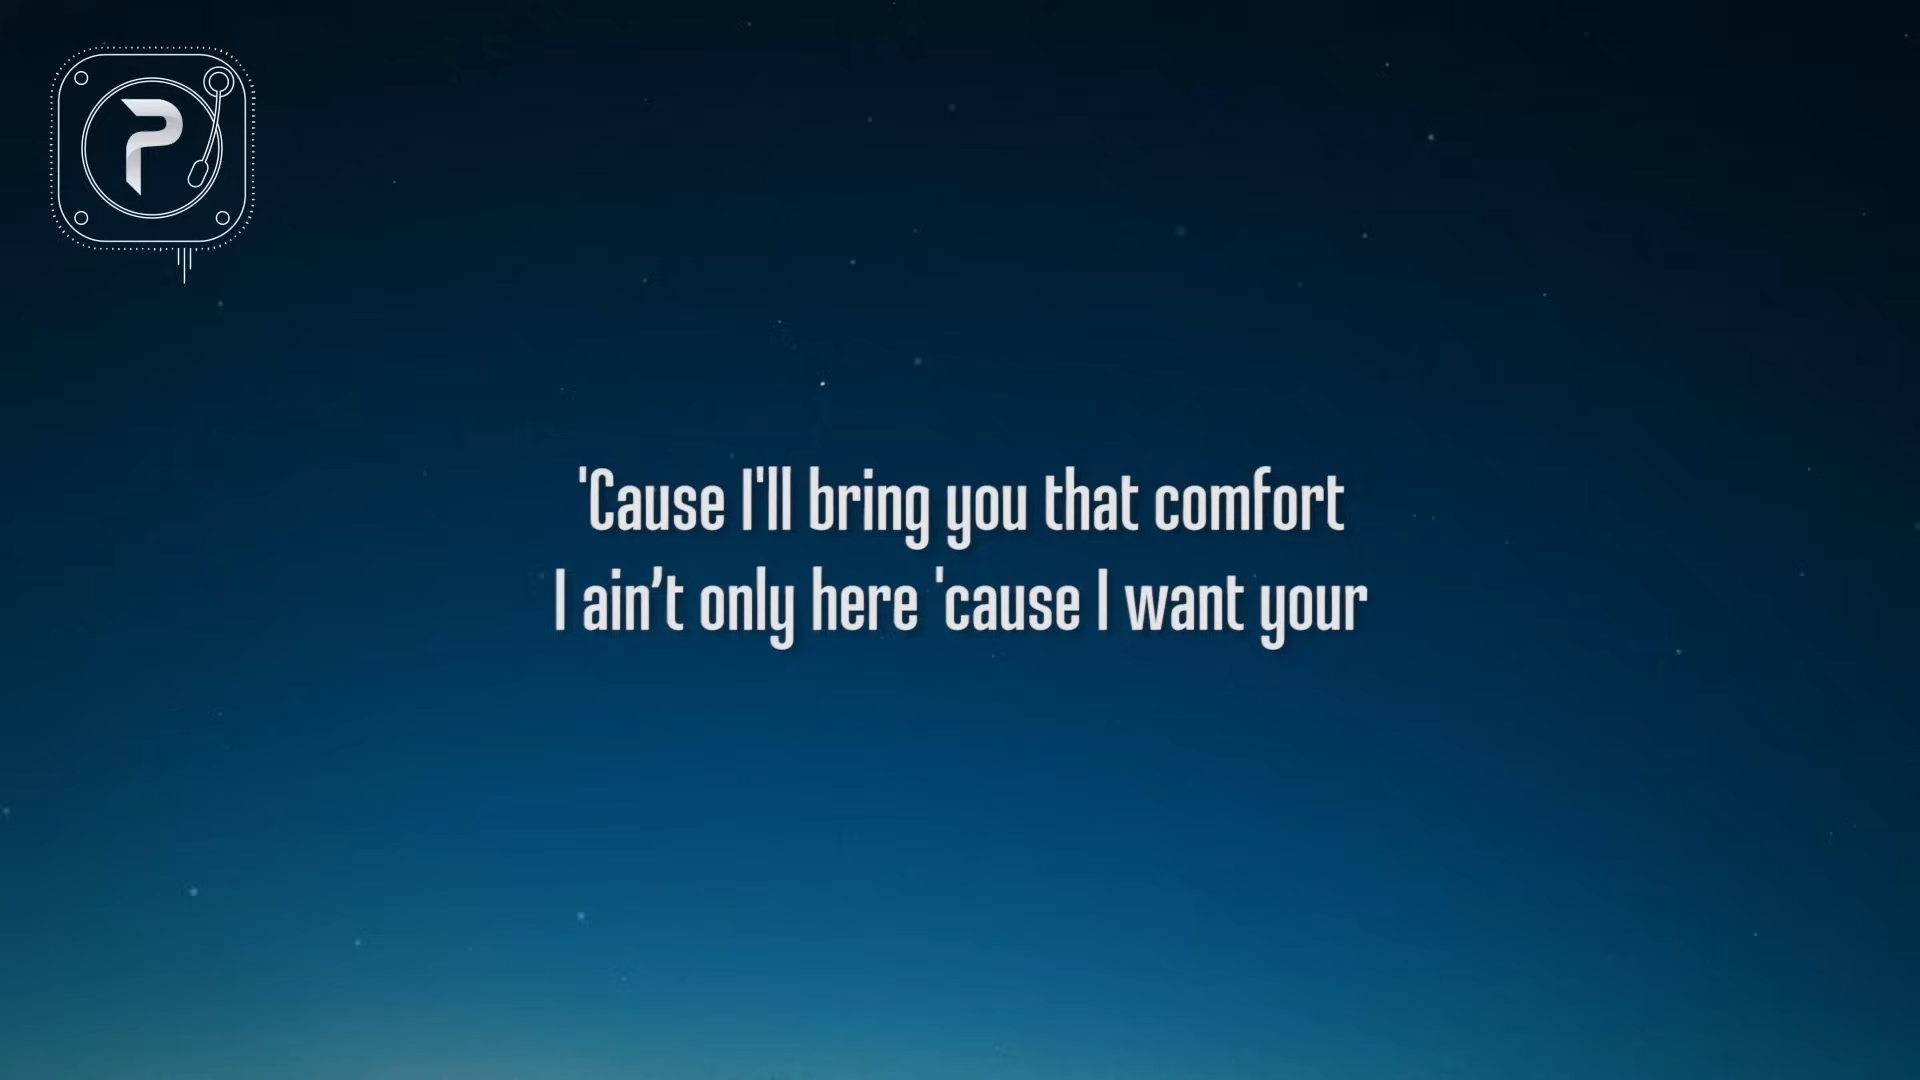 P
'Cause I'll bring you that comfort
I ain’t only here 'cause I want your